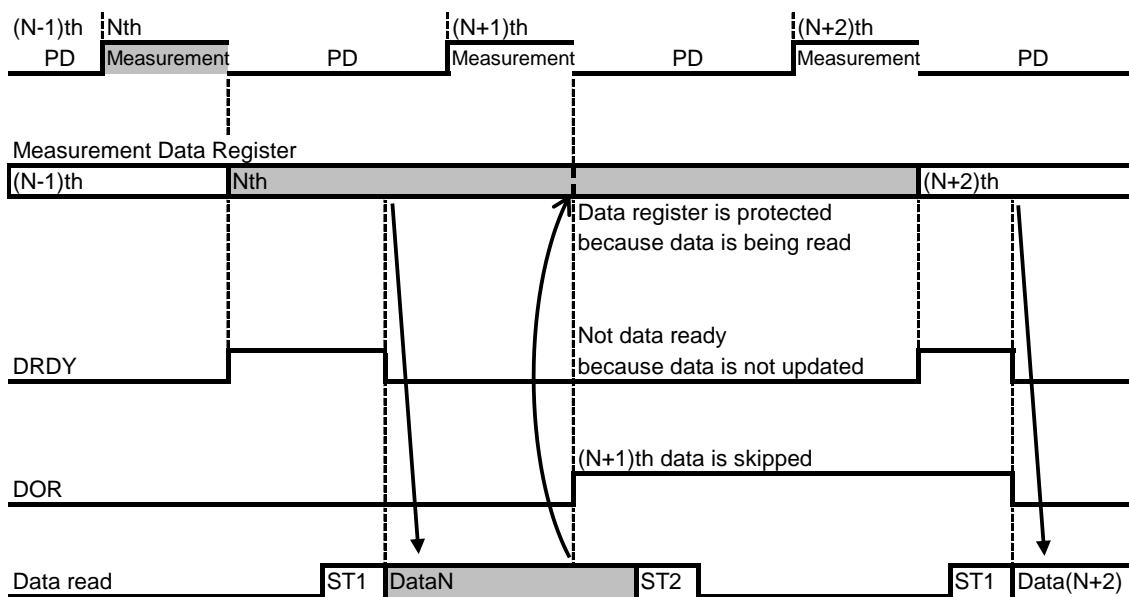 (N-1)th Nth (N+1)th (N+2)th
PD Measurement PD Measurement PD Measurement PD
Measurement Data Register
(N-1)th Nth (N+2)th
Data register is protected
because data is being read
Not data ready
DRDY because data is not updated
(N+1)th data is skipped
DOR
Data read ST1 DataN ST2 ST1 Data(N+2)